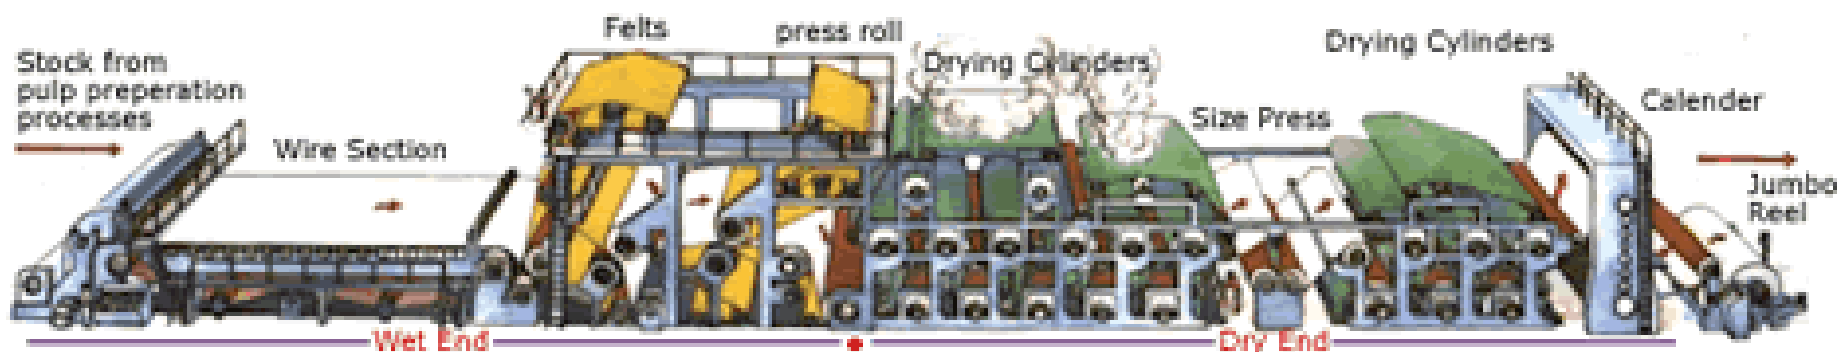 Stock from
pulp preperation
processes
Wire Section
Felts
press roll
Drying Cylinders
Size Press
Drying Cylinders
Calender
Jumbo
Reel
Wet End
Dry End